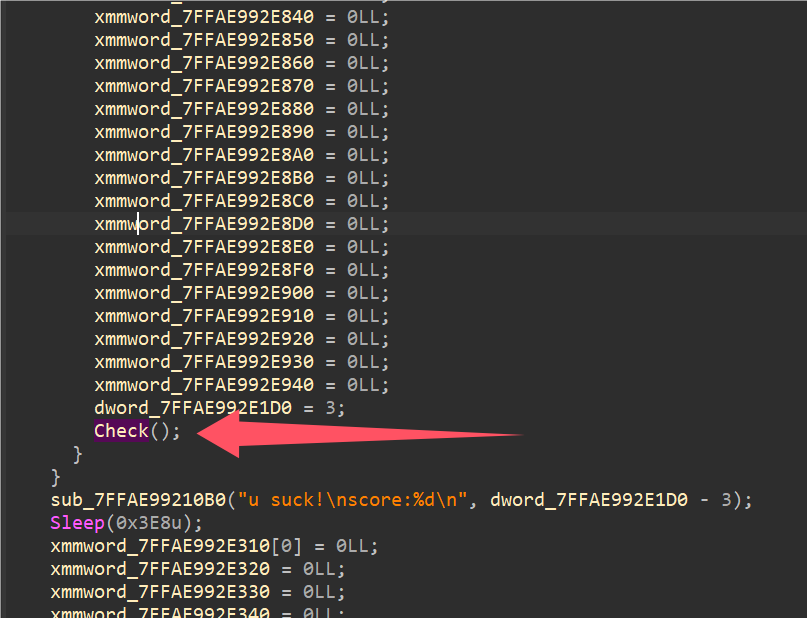 xmmword_7FFAE992E840 = 0LL;
xmmword_7FFAE992E850 = 0LL;
xmmword_7FFAE992E860 = 0LL;
xmmword_7FFAE992E870 = 0LL;
xmmword_7FFAE992E880 = 0LL;
xmmword_7FFAE992E890 = 0LL;
xmmword_7FFAE992E8A0 = 0LL;
xmmword_7FFAE992E8B0 = 0LL;
xmmword_7FFAE992E8C0 = 0LL;
xmmword_7FFAE992E8D0 = 0LL;
xmmword_7FFAE992E8E0 = 0LL;
xmmword_7FFAE992E8F0 = 0LL;
xmmword_7FFAE992E900 = 0LL;
xmmword_7FFAE992E910 = 0LL;
xmmword_7FFAE992E920 = 0LL;
xmmword_7FFAE992E930 = 0LL;
xmmword_7FFAE992E940 = 0LL;
dword_7FFAE992E1D0 = 3;
Check();
}
}
sub_7FFAE99210B0("u suck!\nscore:%d\n", dword_7FFAE992E1D0 - 3);
Sleep(0x3E8u);
xmmword_7FFAE992E310[0] = 0LL;
xmmword_7FFAE992E320 = 0LL;
xmmword_7FFAE992E330 = 0LL;
xmmword_7FFAE992E340 = 0LL;